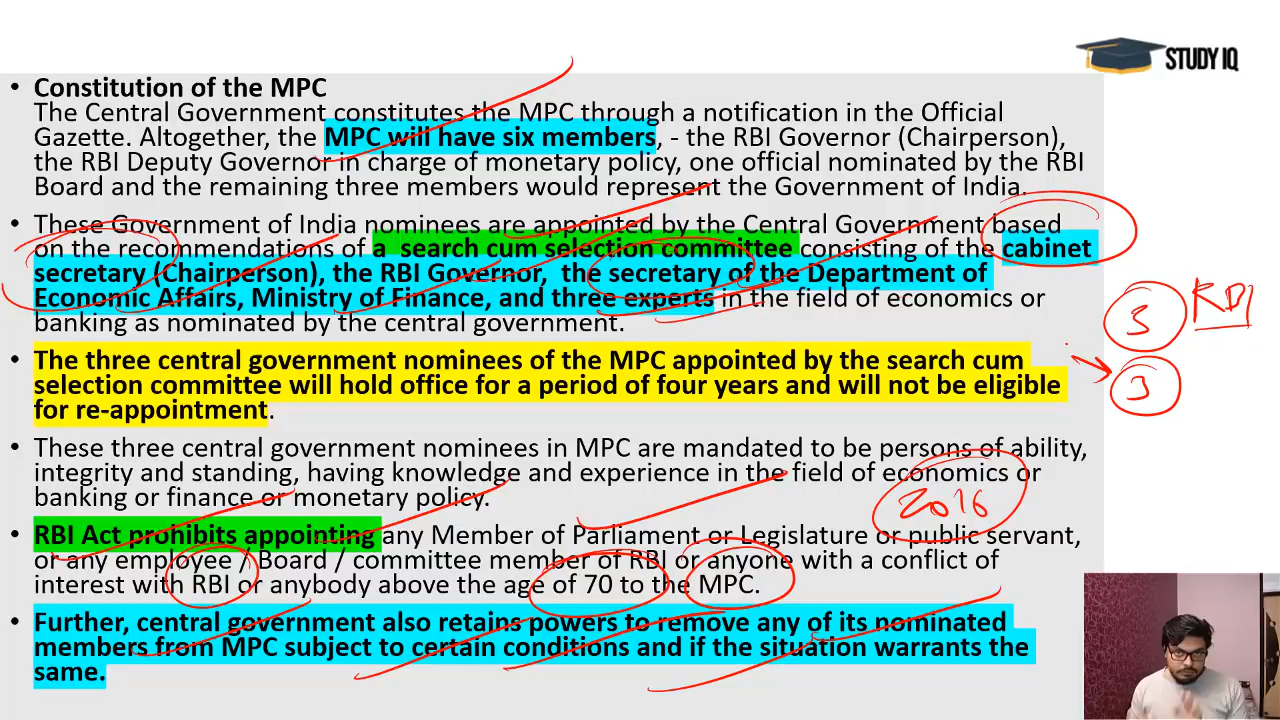 STUDY IQ
• Constitution of the MPC
The Central Government constitutes the MPC through a notification in the Official
Gazette. Altogether, the MPC will have six members, - the RBI Governor (Chairperson),
the RBI Deputy Governor in charge of monetary policy, one official nominated by the RBI
Board and the remaining three members would represent the Government of India.
• These Government of India nominees are appointed by the Central Government based
on the recommendations of a search cum selection committee consisting of the cabinet
secretary (Chairperson), the RBI Governor, the secretary of the Department of
Economic Affairs, Ministry of Finance, and three experts in the field of economics or
banking as nominated by the central government.
3 RBI
• The three central government nominees of the MPC appointed by the search cum
selection committee will hold office for a period of four years and will not be eligible
for re-appointment.
3
• These three central government nominees in MPC are mandated to be persons of ability,
integrity and standing, having knowledge and experience in the field of economics or
banking or finance or monetary policy.
2016
• RBI Act prohibits appointing any Member of Parliament or Legislature or public servant,
or any employee / Board / committee member of RBI or anyone with a conflict of
interest with RBI or anybody above the age of 70 to the MPC.
• Further, central government also retains powers to remove any of its nominated
members from MPC subject to certain conditions and if the situation warrants the
same.